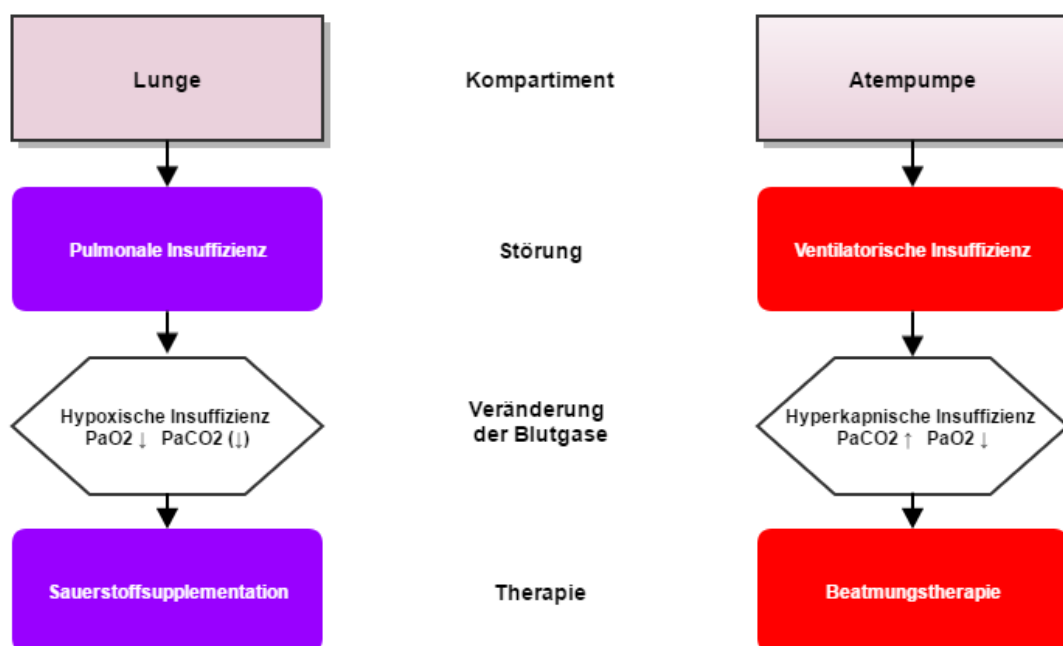 Lunge
Kompartiment
Atempumpe
Pulmonale Insuffizienz
Störung
Ventilatorische Insuffizienz
Hypoxische Insuffizienz
PaO2 ↓ PaCO2 (↓)
Veränderung
der Blutgase
Hyperkapnische Insuffizienz
PaCO2 ↑ PaO2 ↓
Sauerstoffsupplementation
Therapie
Beatmungstherapie